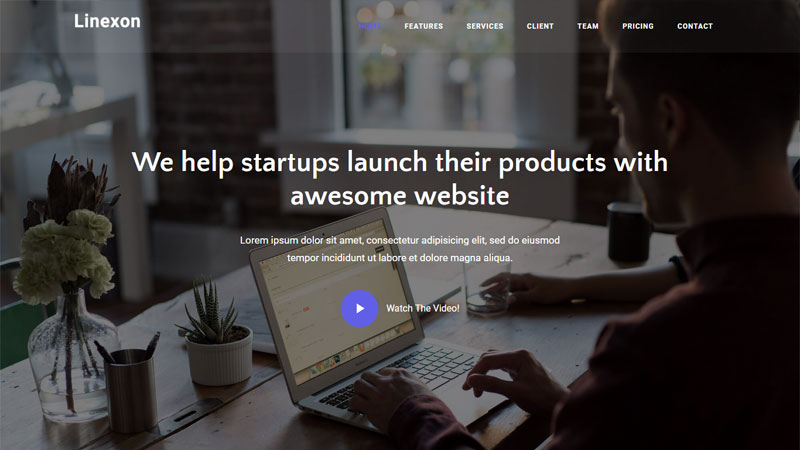 Linexon
HOME FEATURES SERVICES CLIENT TEAM PRICING CONTACT
We help startups launch their products with
awesome website
Lorem ipsum dolor sit amet, consectetur adipisicing elit, sed do eiusmod
tempor incididunt ut labore et dolore magna aliqua.
Watch The Video!